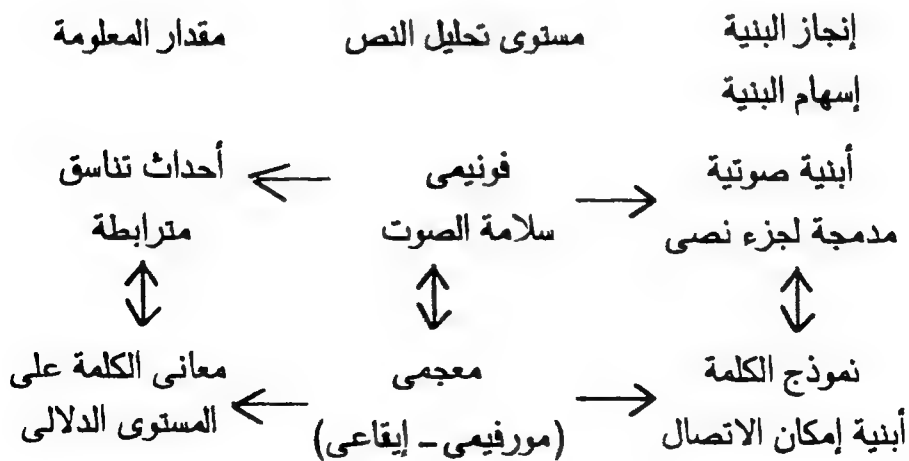 إنجاز البنية مستوى تحليل النص مقدار المعلومة
إسهام البنية
أبنية صوتية فونيمى أحداث تناسق
مدمجة لجزء نصى سلامة الصوت مترابطة
نموذج الكلمة معجمى معانى الكلمة على
أبنية إمكان الاتصال (مورفيمى ـ إيقاعى) المستوى الدلالى